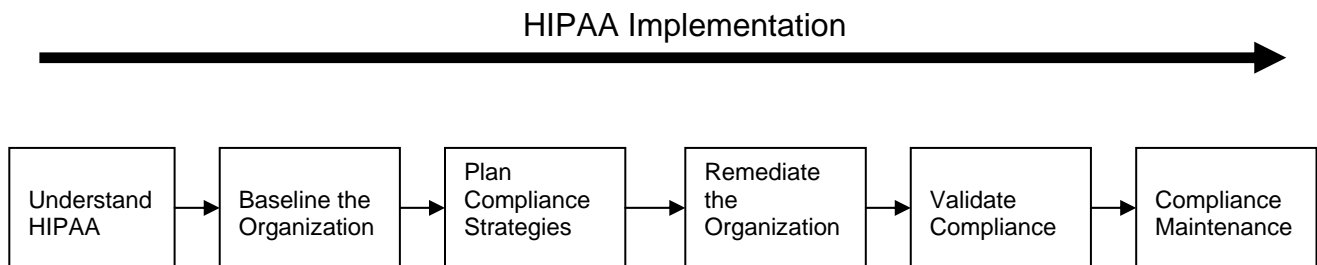 HIPAA Implementation
Understand
HIPAA
Baseline the
Organization
Plan
Compliance
Strategies
Remediate
the
Organization
Validate
Compliance
Compliance
Maintenance